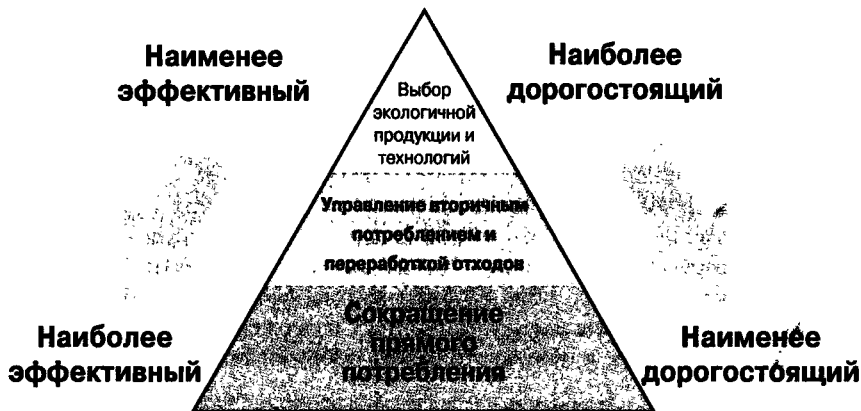 Наименее
эффективный
Наиболее
дорогостоящий
Выбор
экологичной
продукции и
технологий
Управление вторичным
потреблением и
переработкой отходов
Сокращение
прямого
потребления
Наиболее
эффективный
Наименее
дорогостоящий